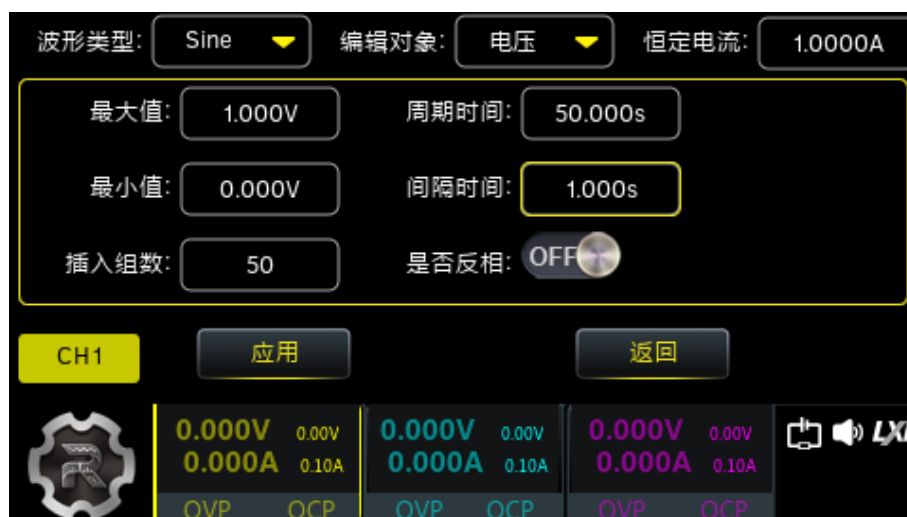 波形类型: Sine 编辑对象: 电压 恒定电流: 1.0000A
最大值: 1.000V 周期时间: 50.000s
最小值: 0.000V 间隔时间: 1.000s
插入组数: 50 是否反相: OFF
CH1 应用 返回
0.000V 0.00V 0.000V 0.00V 0.000V 0.00V
0.000A 0.10A 0.000A 0.10A 0.000A 0.10A
OVP OCP OVP OCP OVP OCP